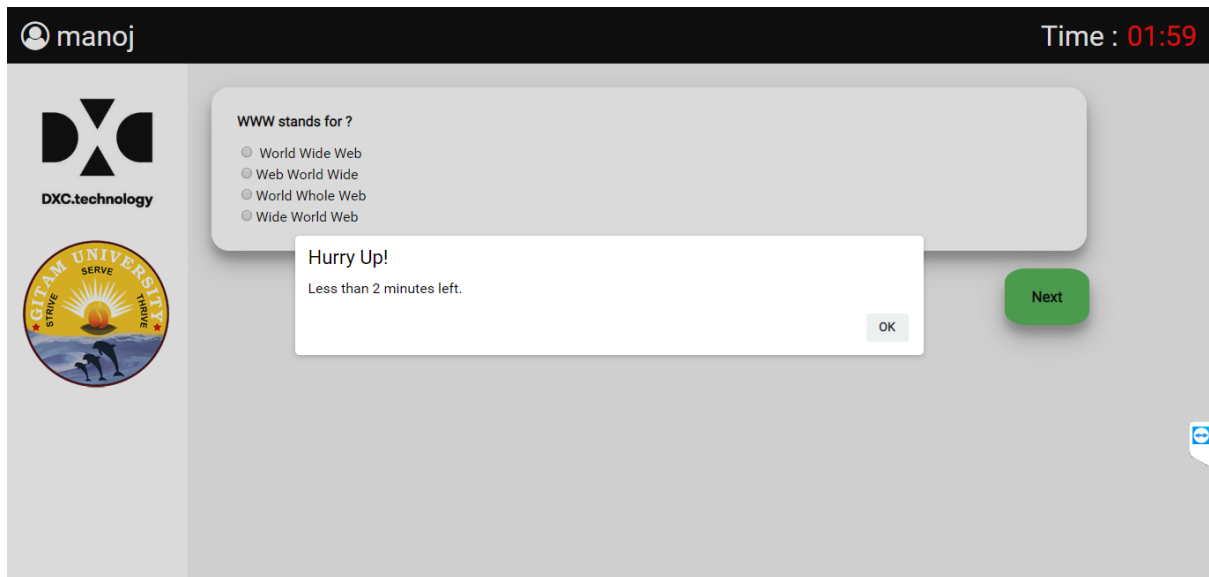 manoj
Time : 01:59
DXC.technology
GITAM UNIVERSITY
SERVE
STRIVE
THRIVE
WWW stands for ?
World Wide Web
Web World Wide
World Whole Web
Wide World Web
Hurry Up!
Less than 2 minutes left.
OK
Next